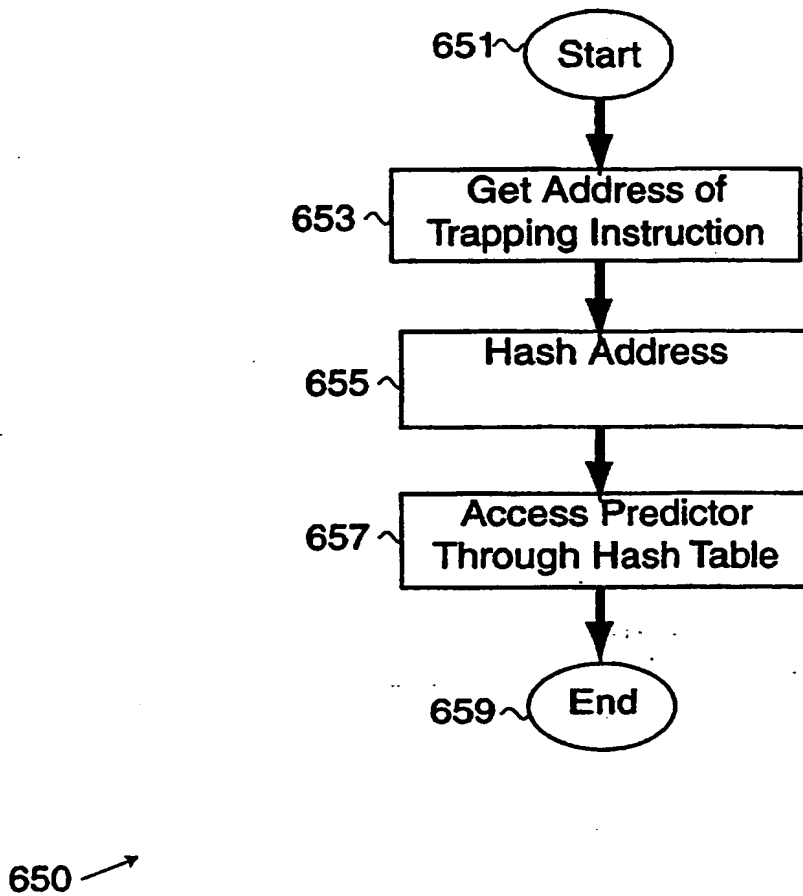 651
Start
653
Get Address of
Trapping Instruction
655
Hash Address
657
Access Predictor
Through Hash Table
659
End
650